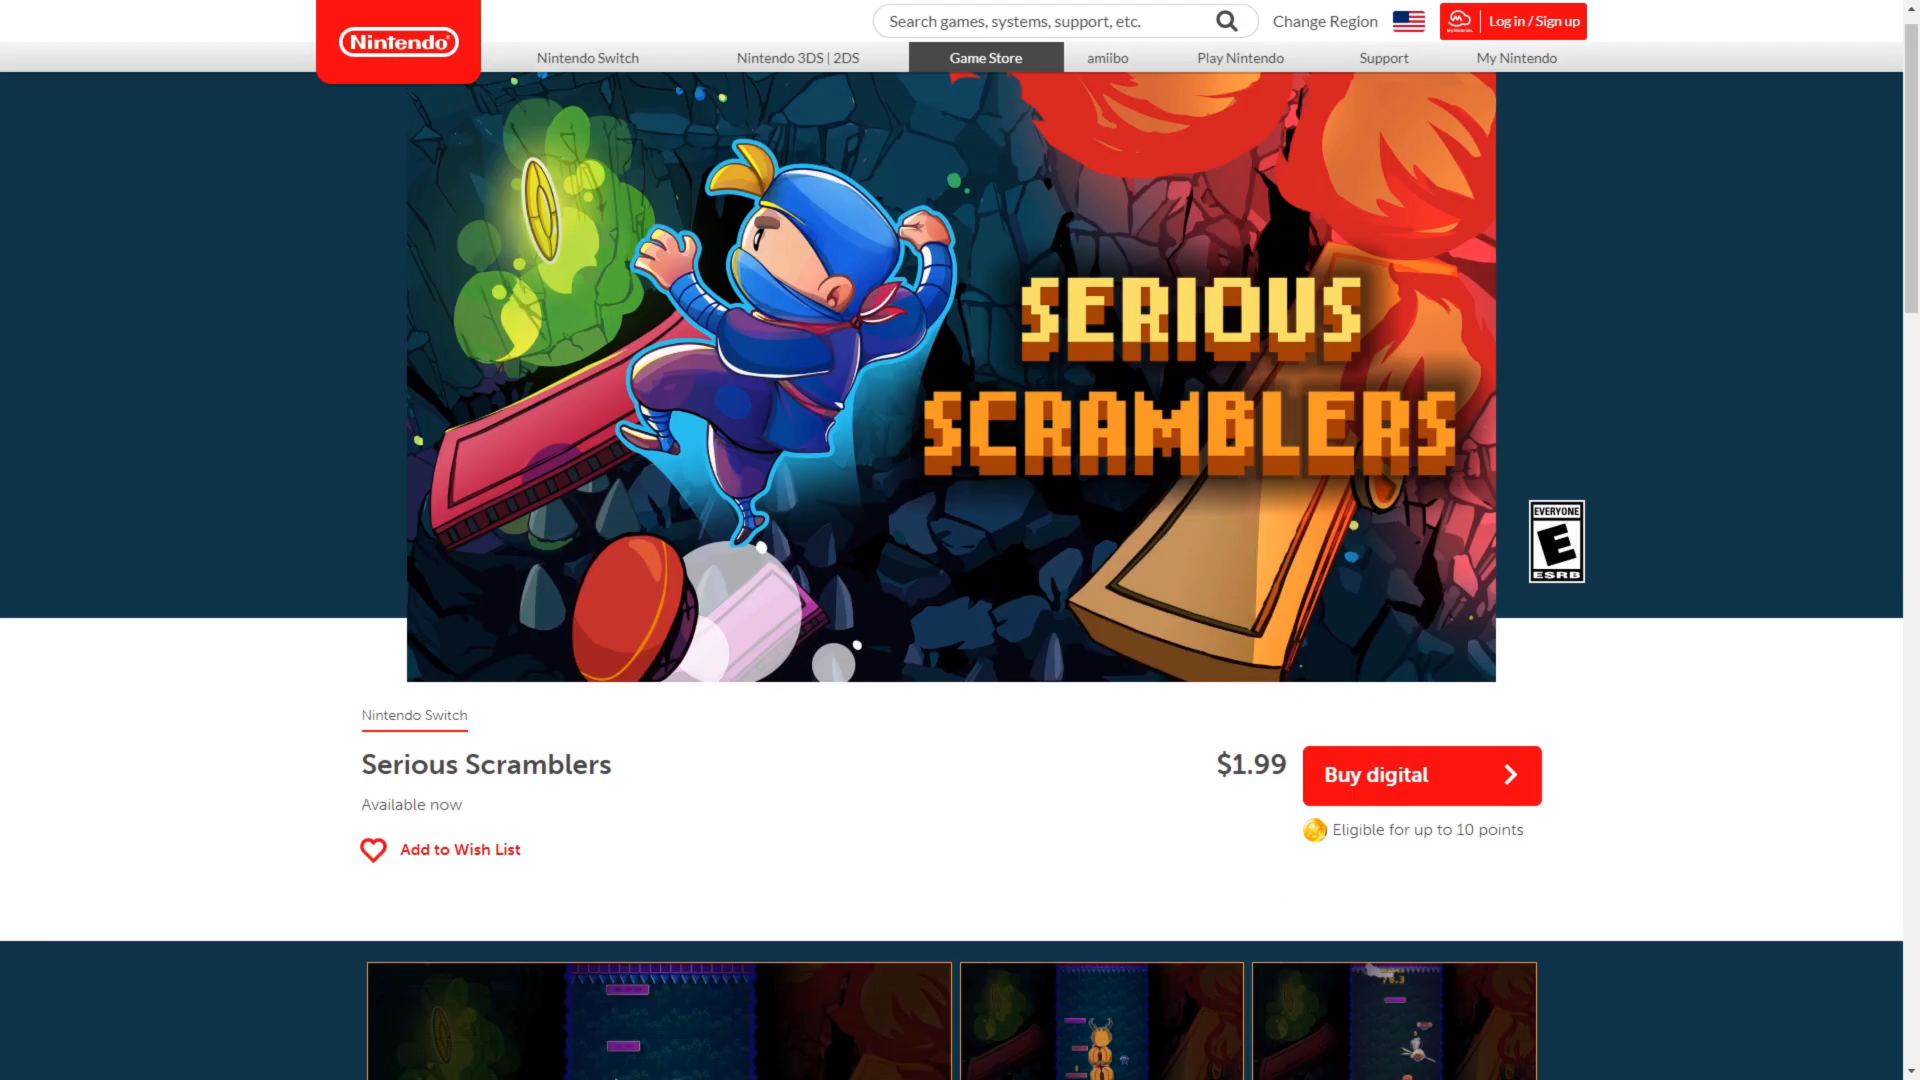 Nintendo
Search games, systems, support, etc.
Change Region
Log in / Sign up
Nintendo Switch
Nintendo 3DS | 2DS
Game Store
amiibo
Play Nintendo
Support
My Nintendo
SERIOUS
SCRAMBLERS
EVERYONE
E
ESRB
Nintendo Switch
Serious Scramblers
$1.99
Buy digital
Available now
Eligible for up to 10 points
Add to Wish List